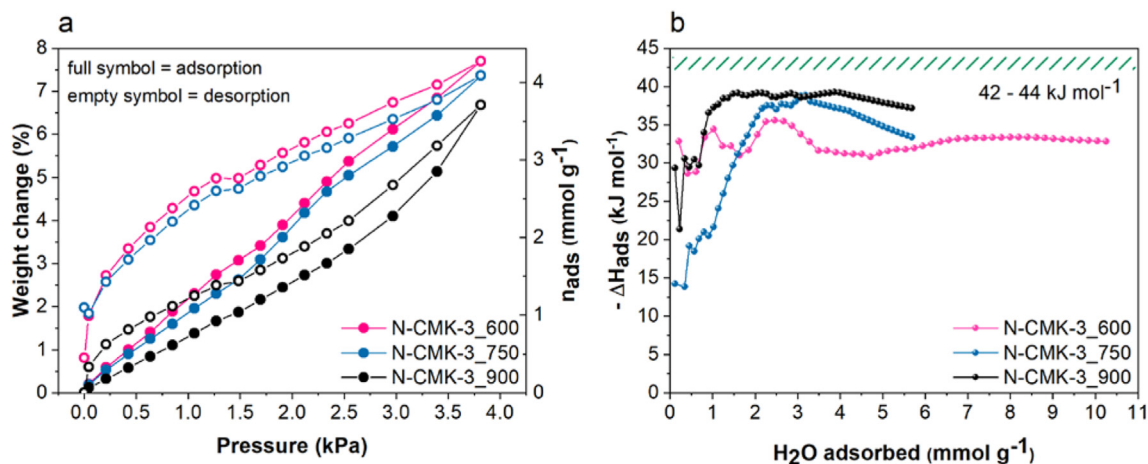 a
8
7
6
5
4
3
2
1
0
Weight change (%)
full symbol = adsorption
empty symbol = desorption
N-CMK-3_600
N-CMK-3_750
N-CMK-3_900
0.0 0.5 1.0 1.5 2.0 2.5 3.0 3.5 4.0
Pressure (kPa)
4
3
2
1
0
nads (mmol g-1)
b
45
40
35
30
25
20
15
10
5
0
- ΔHads (kJ mol-1)
42 - 44 kJ mol-1
N-CMK-3_600
N-CMK-3_750
N-CMK-3_900
0 1 2 3 4 5 6 7 8 9 10 11
H2O adsorbed (mmol g-1)